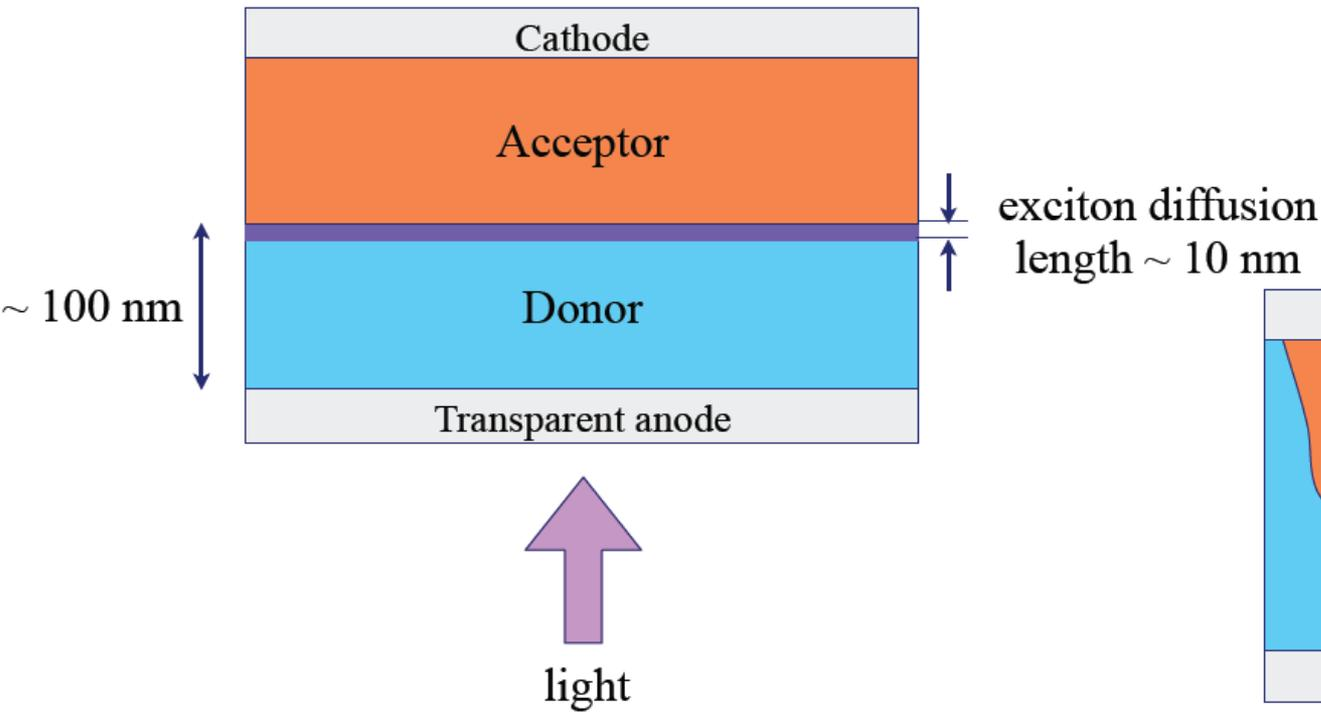 Cathode
Acceptor
exciton diffusion
length ~ 10 nm
~ 100 nm
Donor
Transparent anode
light